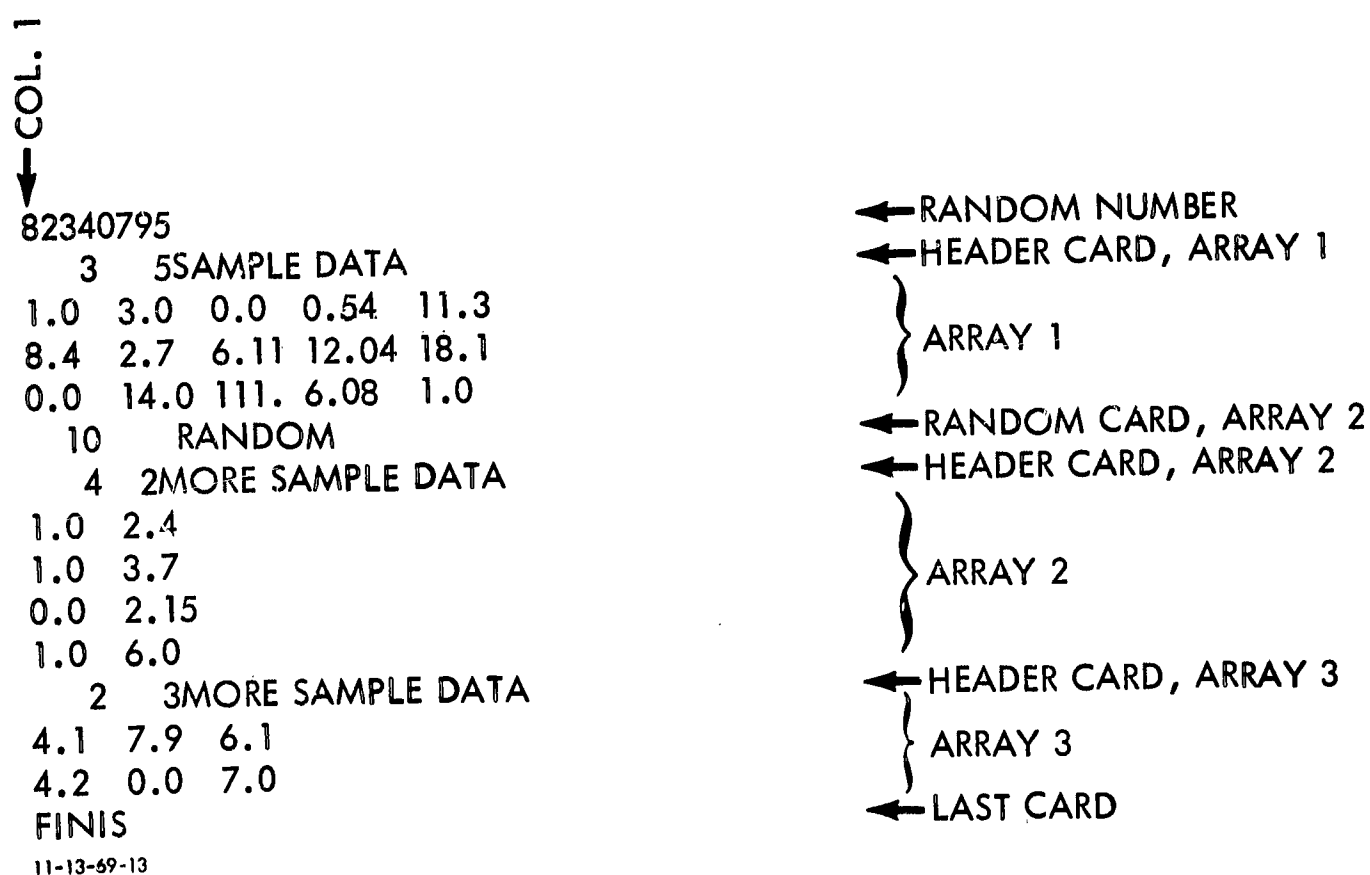 ←COL. 1
82340795 ←RANDOM NUMBER
3 5SAMPLE DATA ←HEADER CARD, ARRAY 1
1.0 3.0 0.0 0.54 11.3
8.4 2.7 6.11 12.04 18.1 ARRAY 1
0.0 14.0 111. 6.08 1.0
10 RANDOM ←RANDOM CARD, ARRAY 2
4 2MORE SAMPLE DATA ←HEADER CARD, ARRAY 2
1.0 2.4
1.0 3.7 ARRAY 2
0.0 2.15
1.0 6.0
2 3MORE SAMPLE DATA ←HEADER CARD, ARRAY 3
4.1 7.9 6.1 ARRAY 3
4.2 0.0 7.0
FINIS ←LAST CARD
11-13-69-13